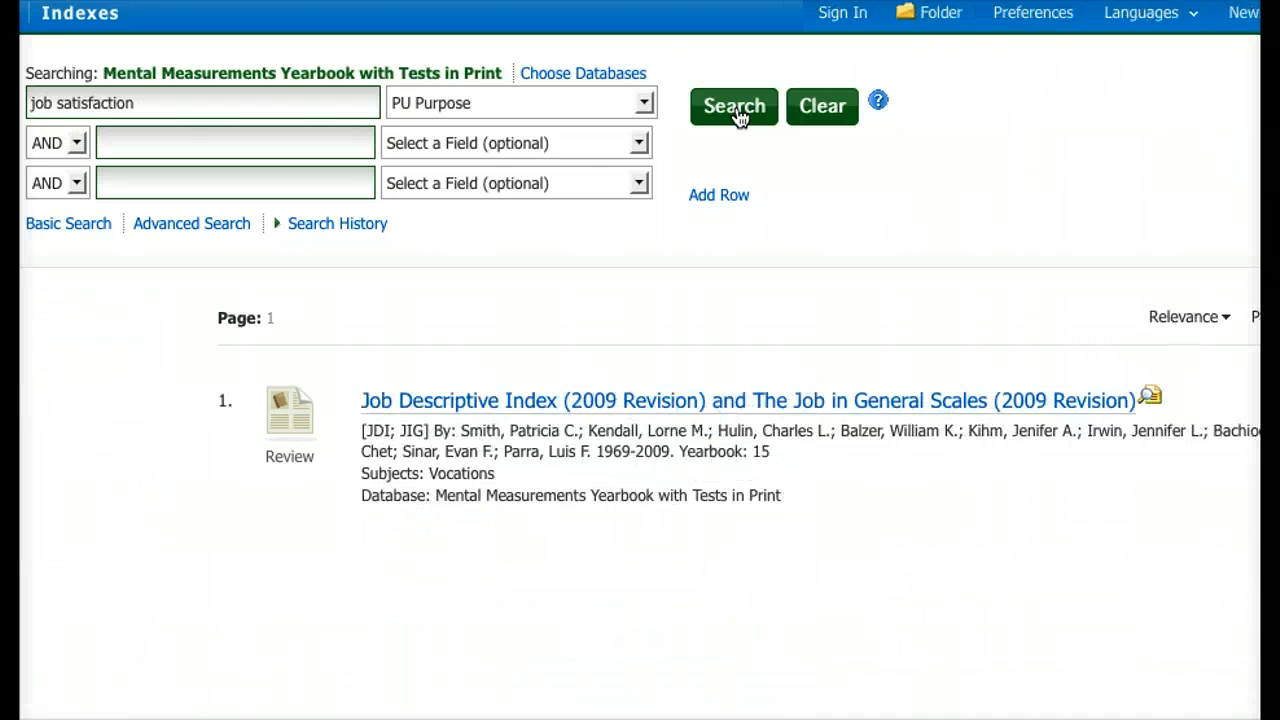 Indexes Sign In Folder Preferences Languages New
Searching: Mental Measurements Yearbook with Tests in Print Choose Databases
job satisfaction PU Purpose Search Clear ?
AND Select a Field (optional)
AND Select a Field (optional)
Add Row
Basic Search Advanced Search Search History
Page: 1 Relevance P
1. Job Descriptive Index (2009 Revision) and The Job in General Scales (2009 Revision)
[JDI; JIG] By: Smith, Patricia C.; Kendall, Lorne M.; Hulin, Charles L.; Balzer, William K.; Kihm, Jenifer A.; Irwin, Jennifer L.; Bachio
Chet; Sinar, Evan F.; Parra, Luis F. 1969-2009. Yearbook: 15
Review
Subjects: Vocations
Database: Mental Measurements Yearbook with Tests in Print